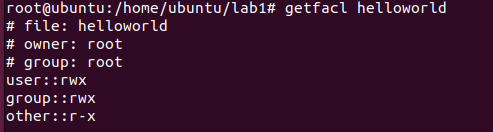 root@ubuntu:/home/ubuntu/lab1# getfacl helloworld
# file: helloworld
# owner: root
# group: root
user::rwx
group::rwx
other::r-x